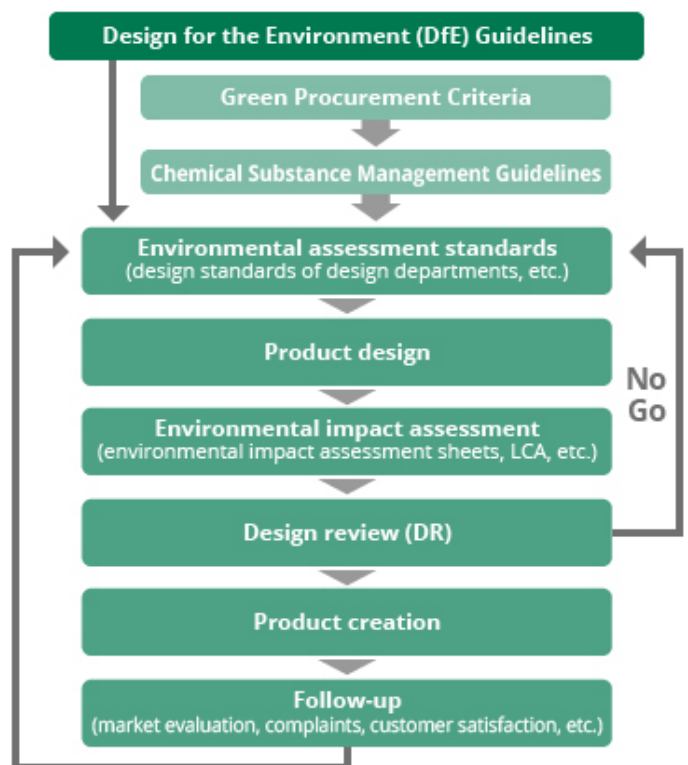 Design for the Environment (DfE) Guidelines
Green Procurement Criteria
Chemical Substance Management Guidelines
Environmental assessment standards
(design standards of design departments, etc.)
Product design
No
Go
Environmental impact assessment
(environmental impact assessment sheets, LCA, etc.)
Design review (DR)
Product creation
Follow-up
(market evaluation, complaints, customer satisfaction, etc.)